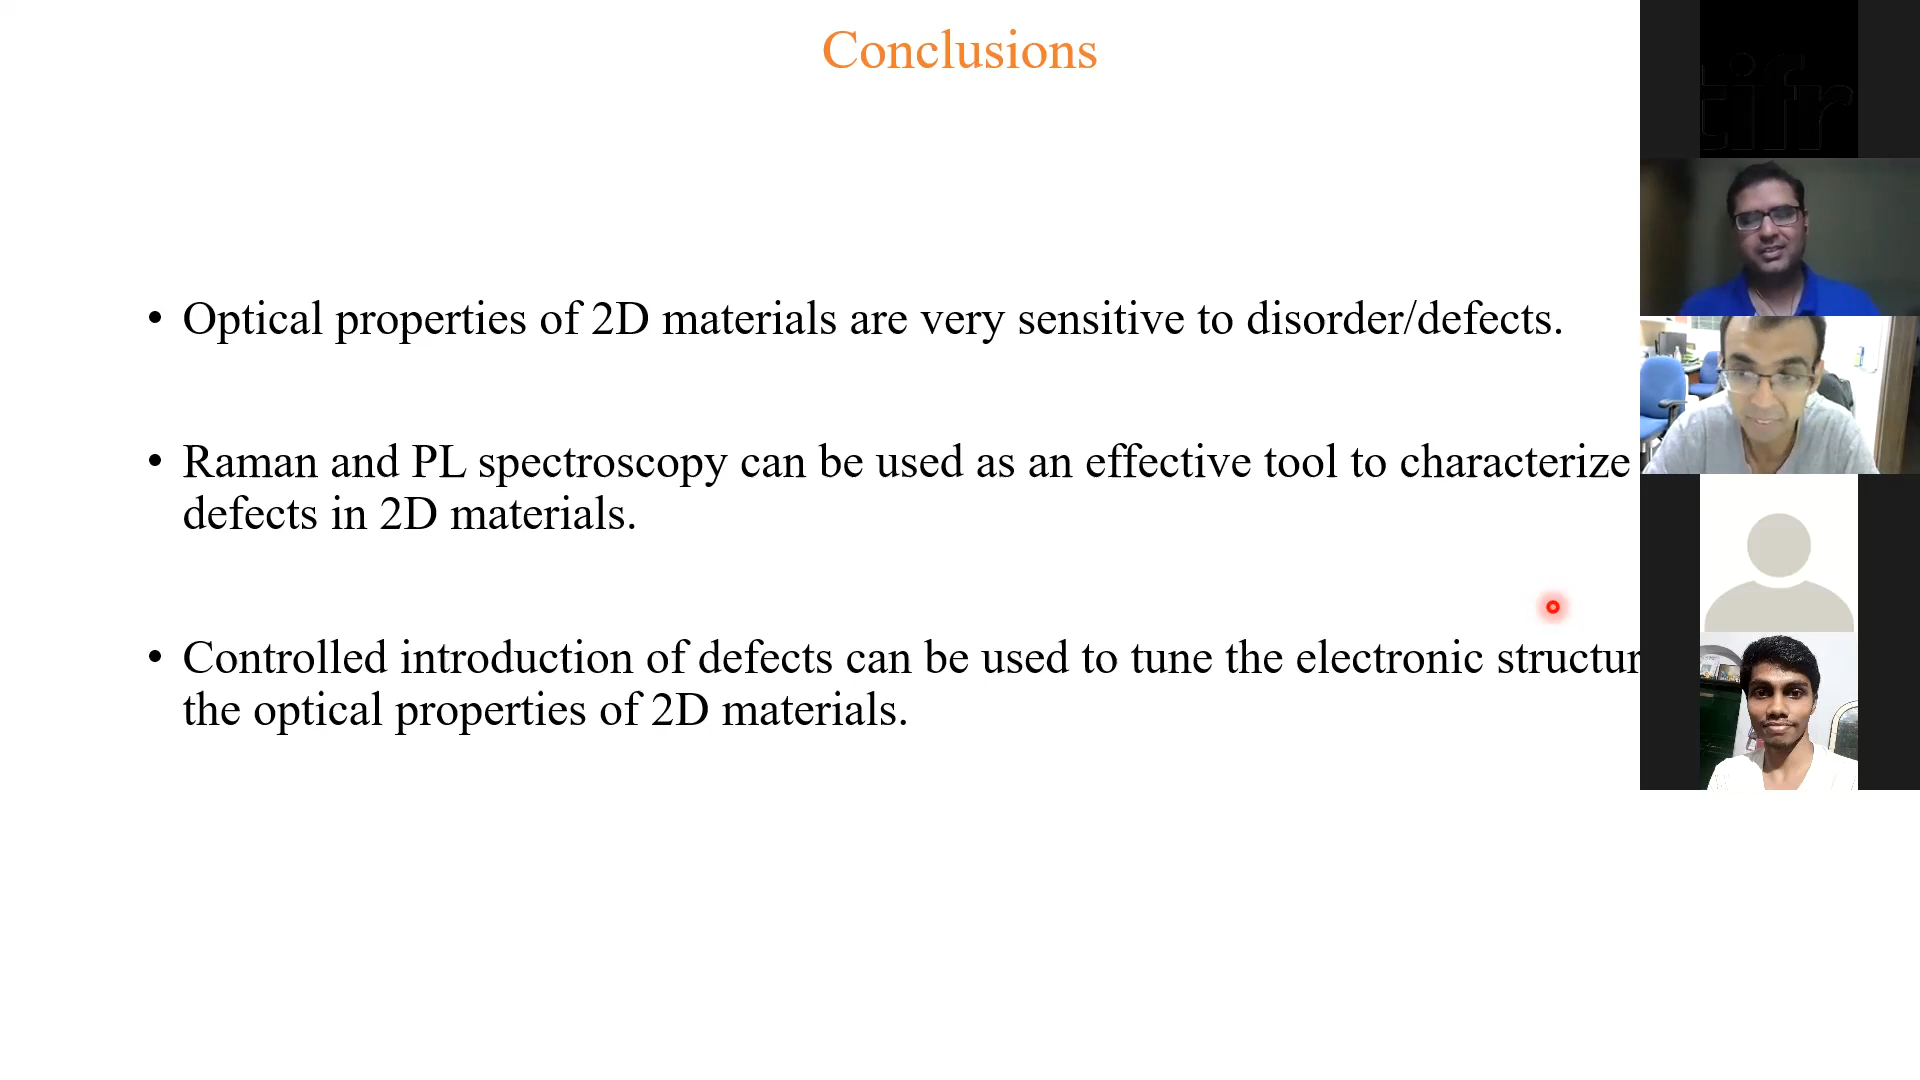 Conclusions
tifr
• Optical properties of 2D materials are very sensitive to disorder/defects.
• Raman and PL spectroscopy can be used as an effective tool to characterize
defects in 2D materials.
• Controlled introduction of defects can be used to tune the electronic
the optical properties of 2D materials.